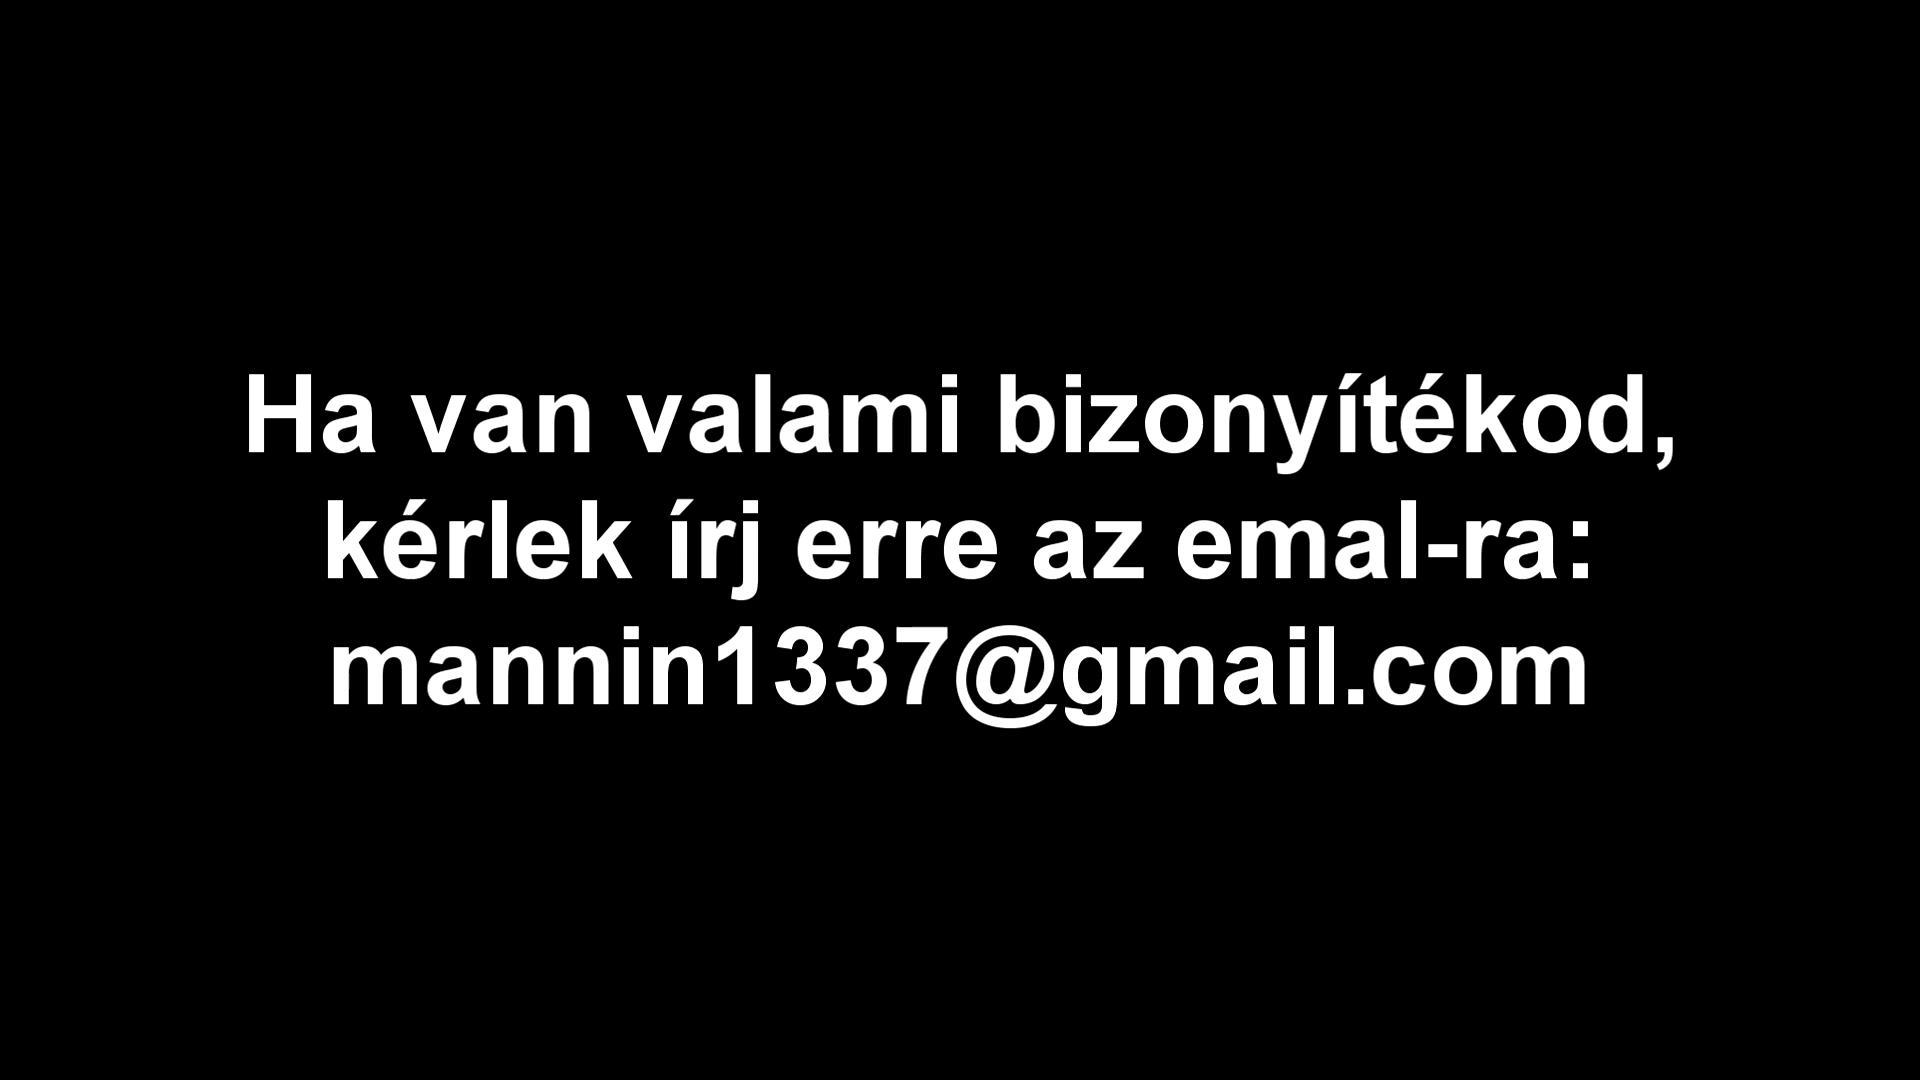 Ha van valami bizonyítékod,
kérlek írj erre az emal-ra:
mannin1337@gmail.com